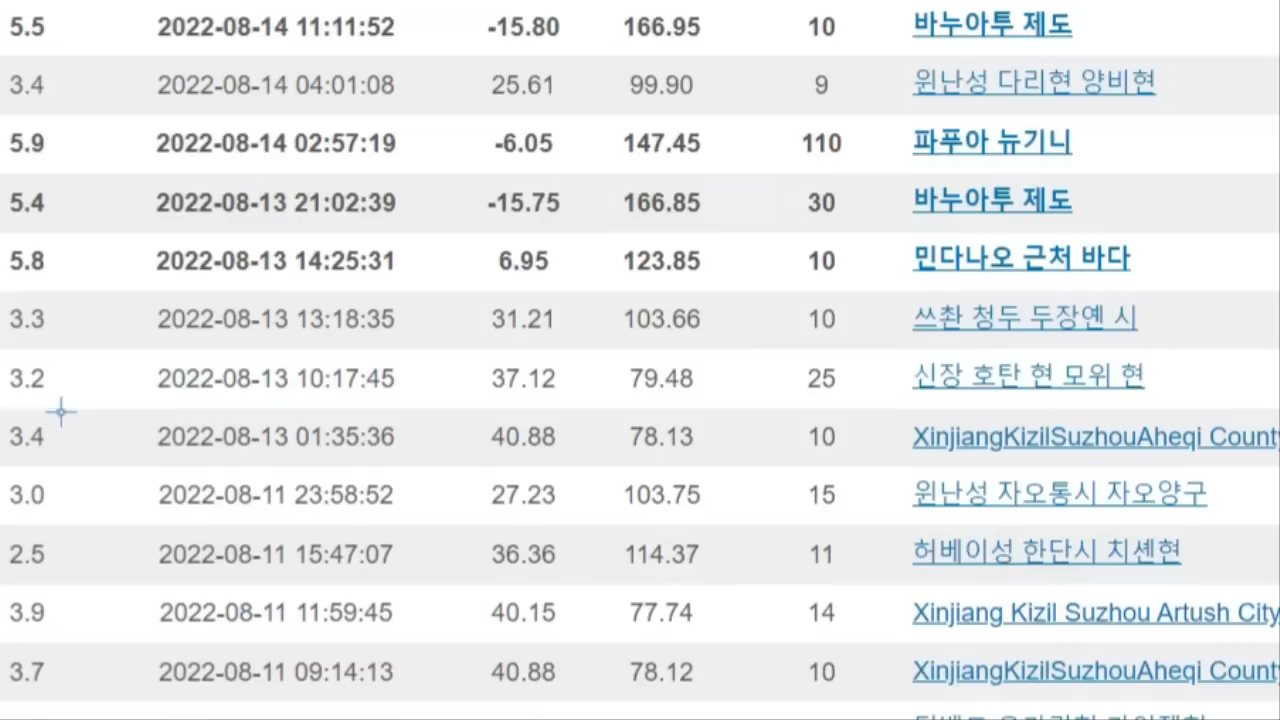 5.5 2022-08-14 11:11:52 -15.80 166.95 10 바누아투 제도
3.4 2022-08-14 04:01:08 25.61 99.90 9 윈난성 다리현 양비현
5.9 2022-08-14 02:57:19 -6.05 147.45 110 파푸아 뉴기니
5.4 2022-08-13 21:02:39 -15.75 166.85 30 바누아투 제도
5.8 2022-08-13 14:25:31 6.95 123.85 10 민다나오 근처 바다
3.3 2022-08-13 13:18:35 31.21 103.66 10 쓰촨 청두 두장옌 시
3.2 2022-08-13 10:17:45 37.12 79.48 25 신장 호탄 현 모위 현
3.4 2022-08-13 01:35:36 40.88 78.13 10 XinjiangKizilSuzhouAheqi County
3.0 2022-08-11 23:58:52 27.23 103.75 15 윈난성 자오통시 자오양구
2.5 2022-08-11 15:47:07 36.36 114.37 11 허베이성 한단시 치셴현
3.9 2022-08-11 11:59:45 40.15 77.74 14 Xinjiang Kizil Suzhou Artush City
3.7 2022-08-11 09:14:13 40.88 78.12 10 XinjiangKizilSuzhouAheqi County